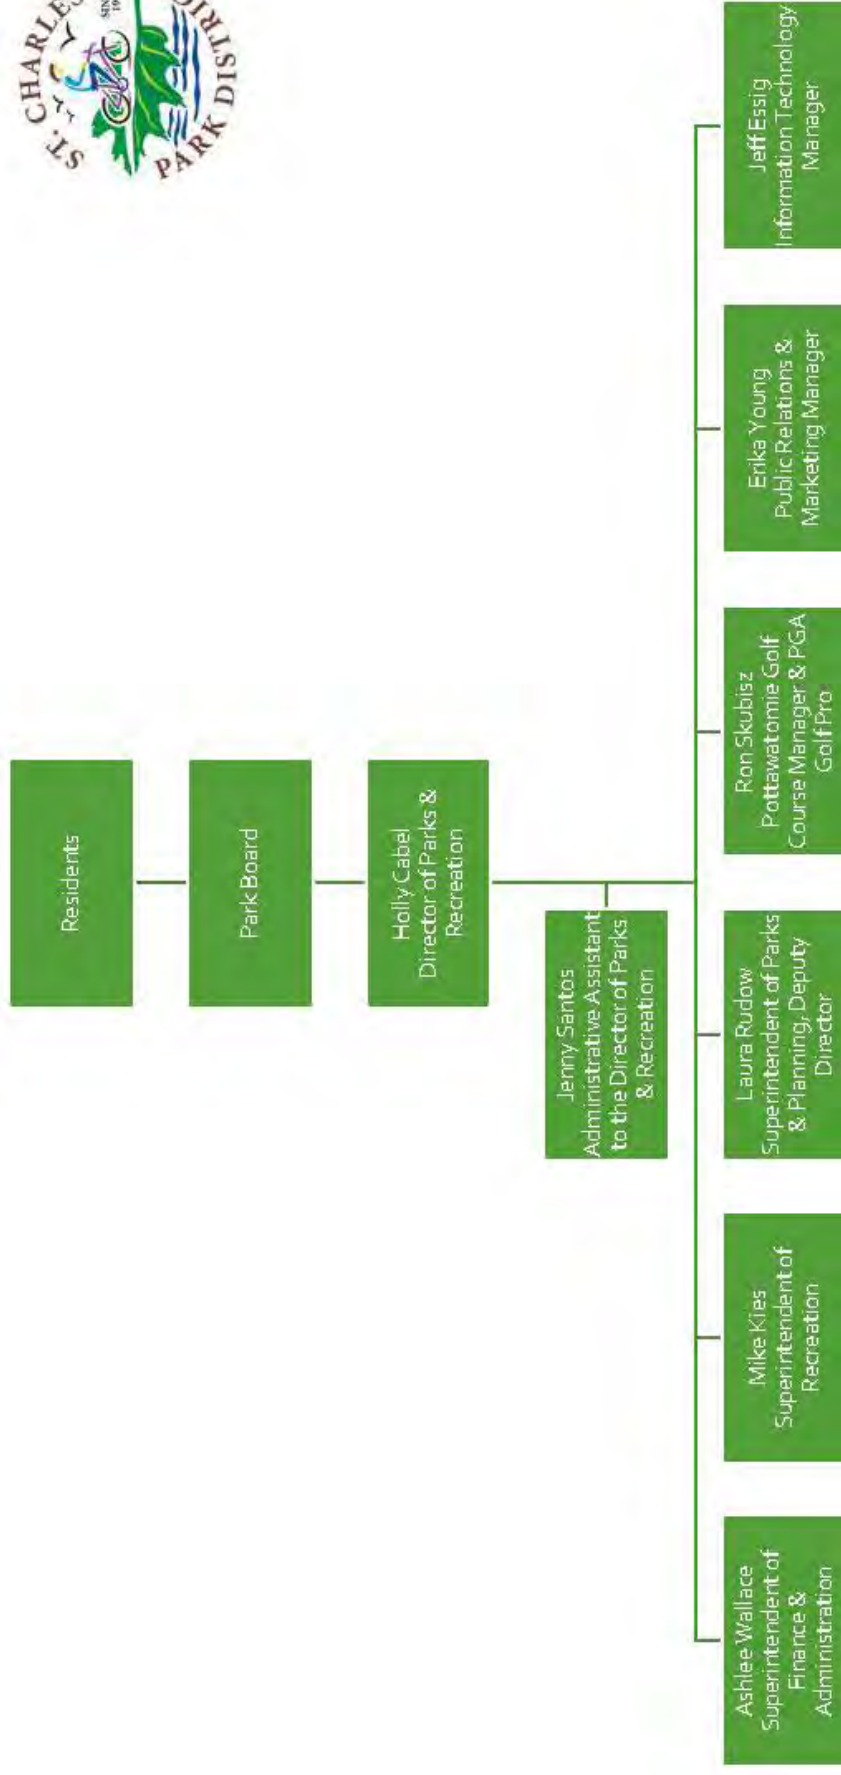 ST. CHARLES
PARK DISTRIC
Residents
Park Board
Holly Cabel
Director of Parks &
Recreation
Jenny Santos
Administrative Assistant
to the Director of Parks
& Recreation
Ashlee Wallace
Superintendent of
Finance &
Administration
Mike Kies
Superintendent of
Recreation
Laura Rudow
Superintendent of Parks
& Planning, Deputy
Director
Ron Skubisz
Pottawatomie Golf
Course Manager & PGA
Golf Pro
Erika Young
Public Relations &
Marketing Manager
Jeff Essig
Information Technology
Manager